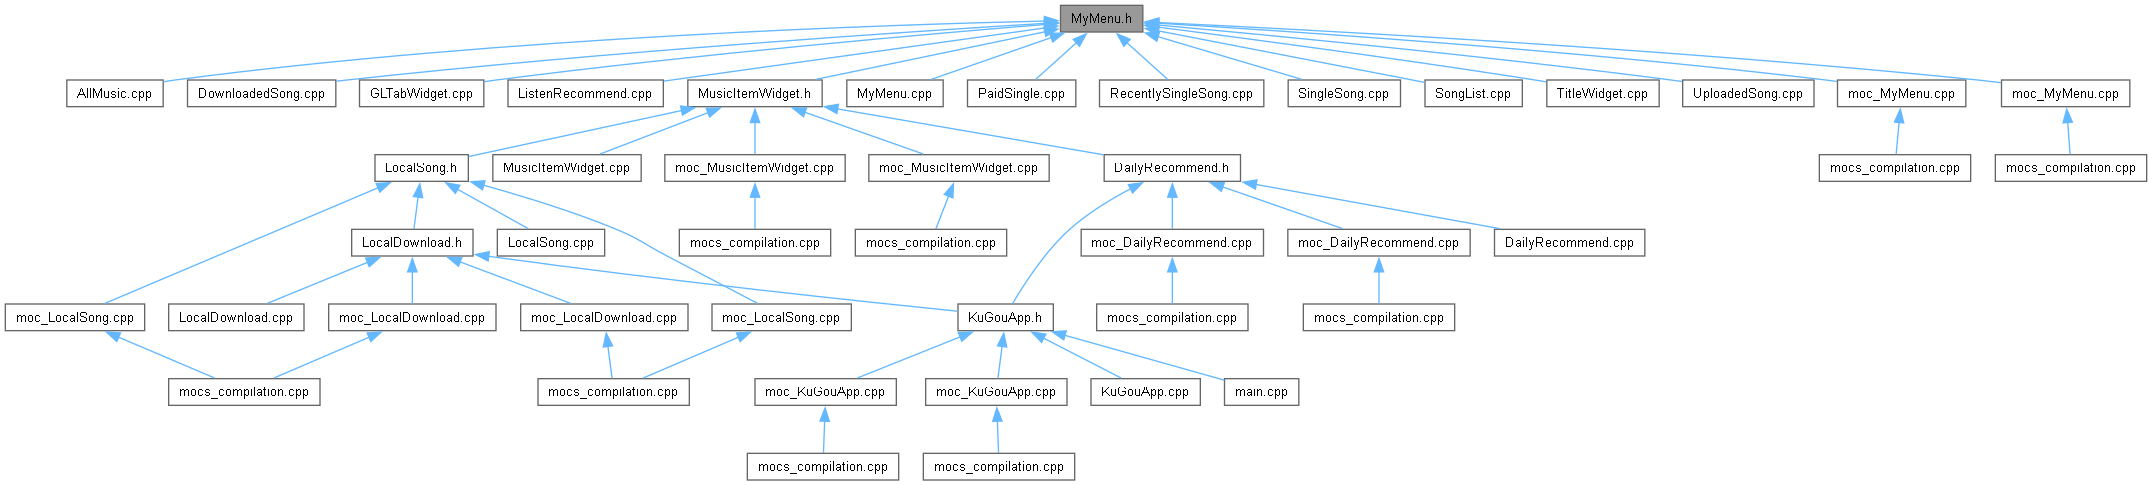 MyMenu.h
AllMusic.cpp
DownloadedSong.cpp
GLTabWidget.cpp
ListenRecommend.cpp
MusicItemWidget.h
MyMenu.cpp
PaidSingle.cpp
RecentlySingleSong.cpp
SingleSong.cpp
SongList.cpp
TitleWidget.cpp
UploadedSong.cpp
moc_MyMenu.cpp
moc_MyMenu.cpp
LocalSong.h
MusicItemWidget.cpp
moc_MusicItemWidget.cpp
moc_MusicItemWidget.cpp
DailyRecommend.h
mocs_compilation.cpp
mocs_compilation.cpp
LocalDownload.h
LocalSong.cpp
mocs_compilation.cpp
mocs_compilation.cpp
moc_DailyRecommend.cpp
moc_DailyRecommend.cpp
DailyRecommend.cpp
moc_LocalSong.cpp
LocalDownload.cpp
moc_LocalDownload.cpp
moc_LocalDownload.cpp
moc_LocalSong.cpp
KuGouApp.h
mocs_compilation.cpp
mocs_compilation.cpp
mocs_compilation.cpp
mocs_compilation.cpp
moc_KuGouApp.cpp
moc_KuGouApp.cpp
KuGouApp.cpp
main.cpp
mocs_compilation.cpp
mocs_compilation.cpp